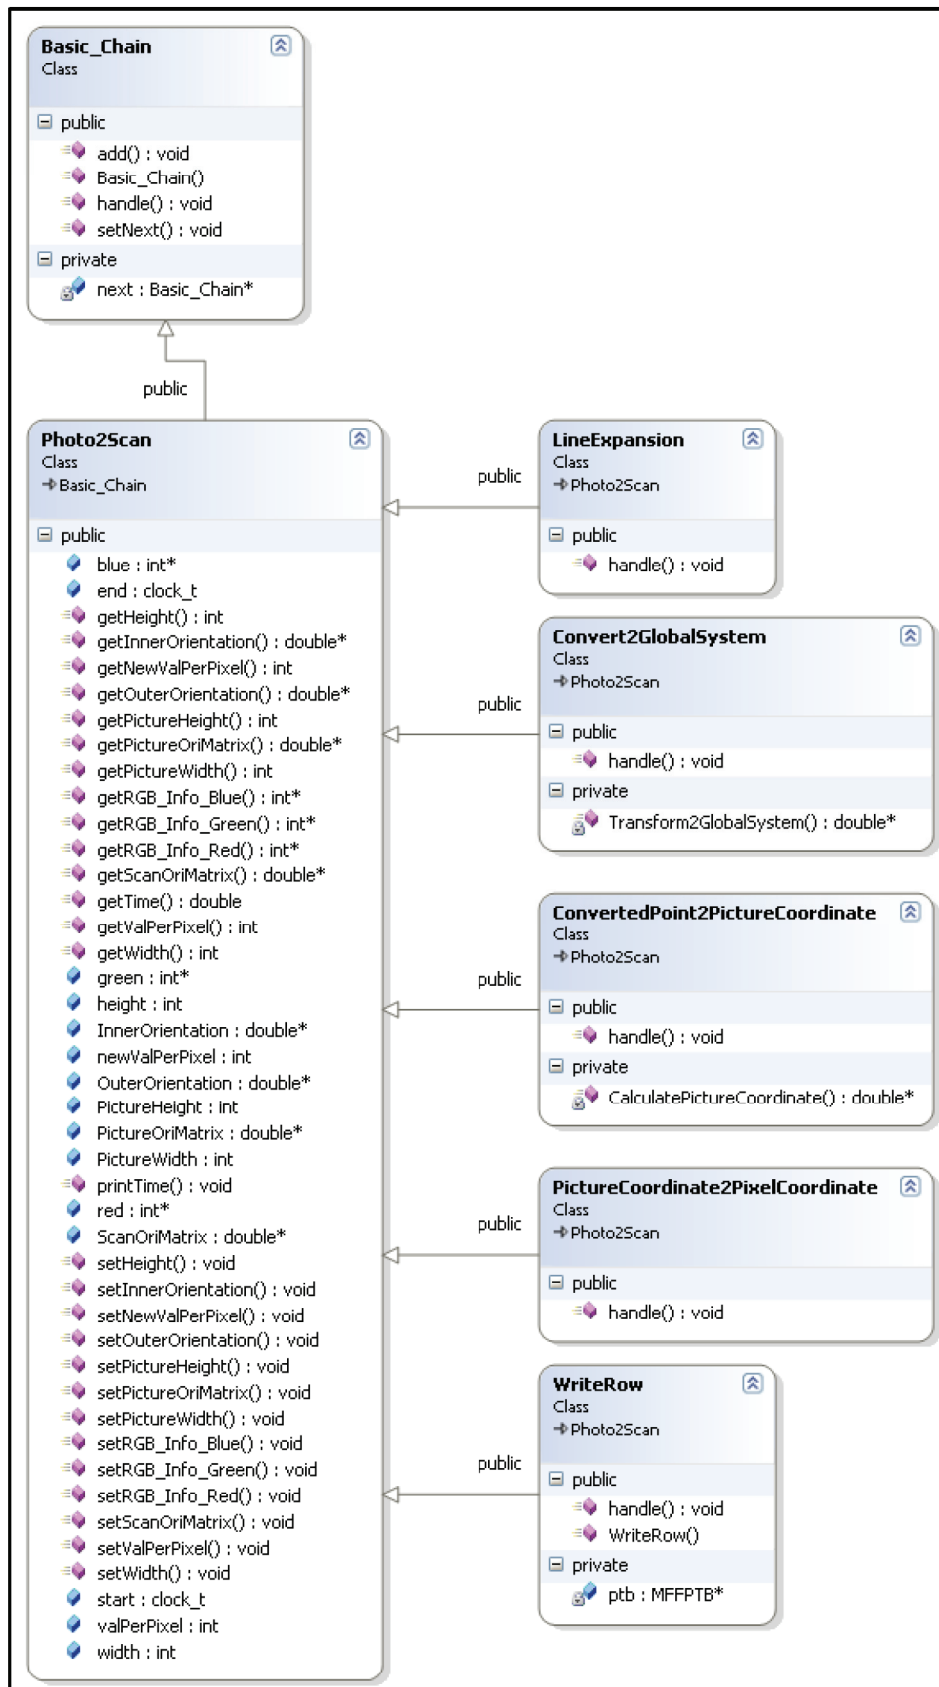 Basic_Chain
Class
public
add() : void
Basic_Chain()
handle() : void
setNext() : void
private
next : Basic_Chain*
public
Photo2Scan
Class
Basic_Chain
public
blue : int*
end : clock_t
getHeight() : int
getInnerOrientation() : double*
getNewValPerPixel() : int
getOuterOrientation() : double*
getPictureHeight() : int
getPictureOriMatrix() : double*
getPictureWidth() : int
getRGB_Info_Blue() : int*
getRGB_Info_Green() : int*
getRGB_Info_Red() : int*
getScanOriMatrix() : double*
getTime() : double
getValPerPixel() : int
getWidth() : int
green : int*
height : int
InnerOrientation : double*
newValPerPixel : int
OuterOrientation : double*
PictureHeight : int
PictureOriMatrix : double*
PictureWidth : int
printTime() : void
red : int*
ScanOriMatrix : double*
setHeight() : void
setInnerOrientation() : void
setNewValPerPixel() : void
setOuterOrientation() : void
setPictureHeight() : void
setPictureOriMatrix() : void
setPictureWidth() : void
setRGB_Info_Blue() : void
setRGB_Info_Green() : void
setRGB_Info_Red() : void
setScanOriMatrix() : void
setValPerPixel() : void
setWidth() : void
start : clock_t
valPerPixel : int
width : int
public
LineExpansion
Class
Photo2Scan
public
handle() : void
public
Convert2GlobalSystem
Class
Photo2Scan
public
handle() : void
private
Transform2GlobalSystem() : double*
public
ConvertedPoint2PictureCoordinate
Class
Photo2Scan
public
handle() : void
private
CalculatePictureCoordinate() : double*
public
PictureCoordinate2PixelCoordinate
Class
Photo2Scan
public
handle() : void
public
WriteRow
Class
Photo2Scan
public
handle() : void
WriteRow()
private
ptb : MFFPTB*